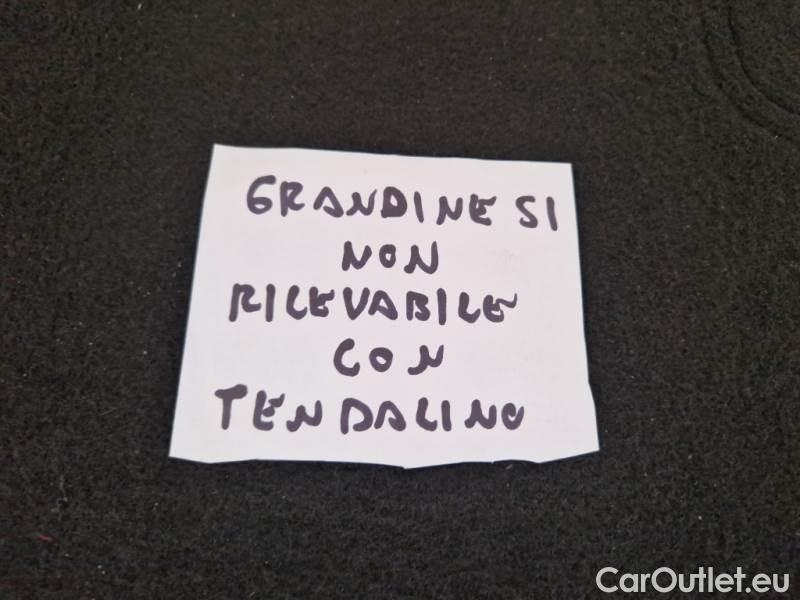 GRANDINE SI
NON
RILEVABILE
CON
TENDALINO
CarOutlet.eu